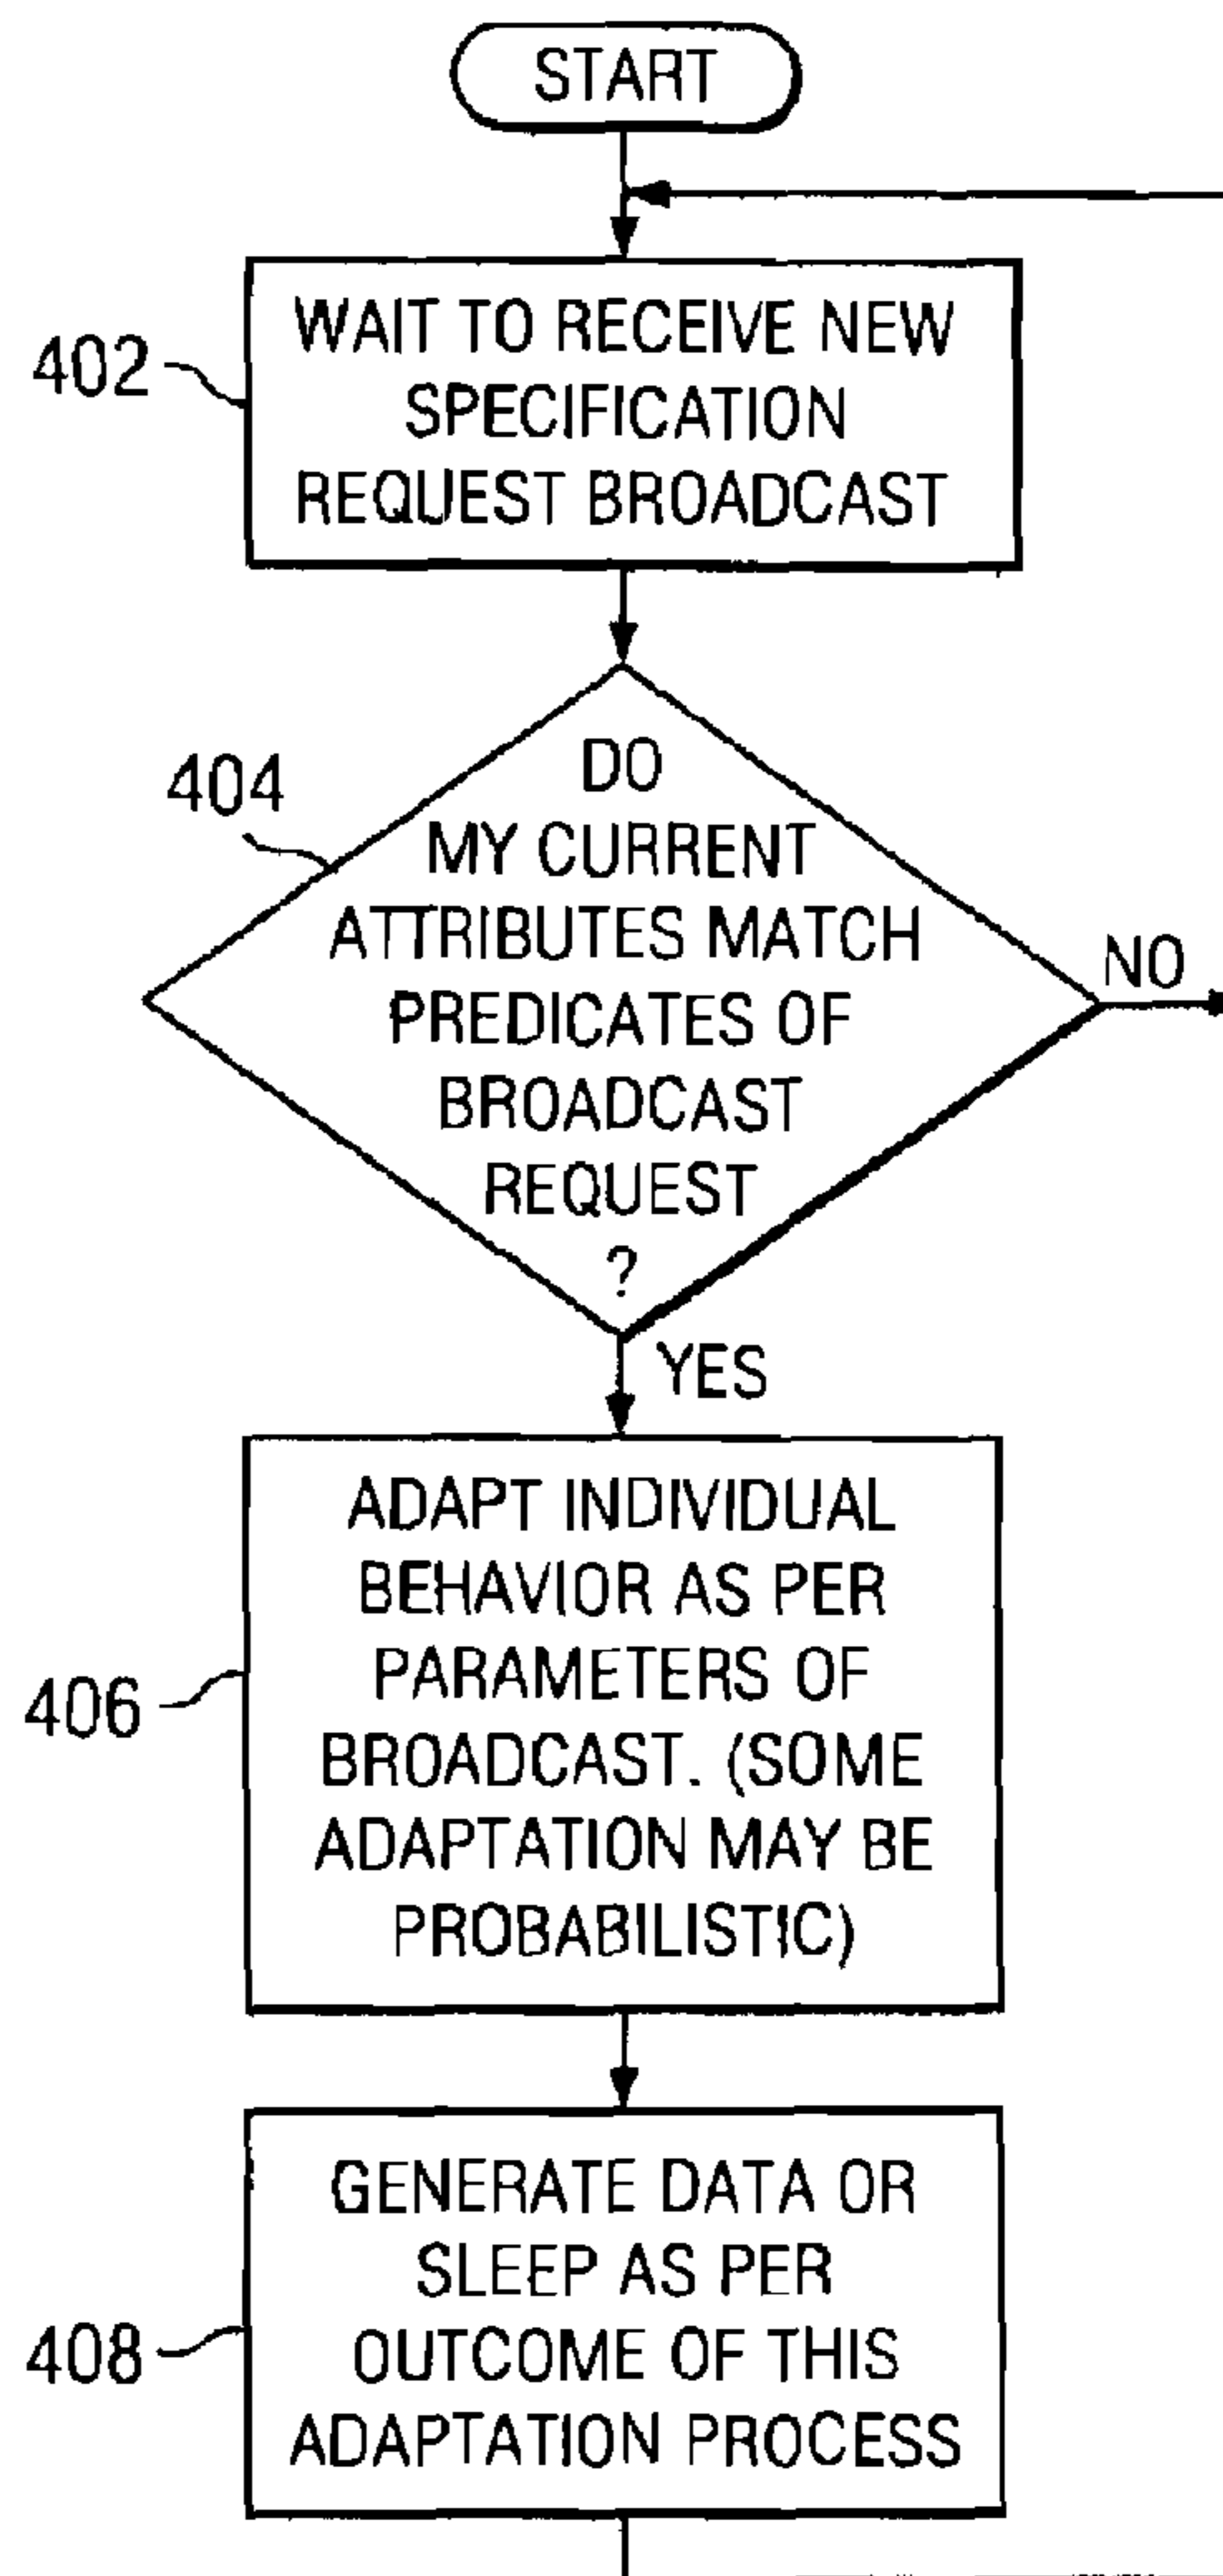 START
402
WAIT TO RECEIVE NEW
SPECIFICATION
REQUEST BROADCAST
404
DO
MY CURRENT
ATTRIBUTES MATCH
PREDICATES OF
BROADCAST
REQUEST
?
NO
YES
406
ADAPT INDIVIDUAL
BEHAVIOR AS PER
PARAMETERS OF
BROADCAST. (SOME
ADAPTATION MAY BE
PROBABILISTIC)
408
GENERATE DATA OR
SLEEP AS PER
OUTCOME OF THIS
ADAPTATION PROCESS